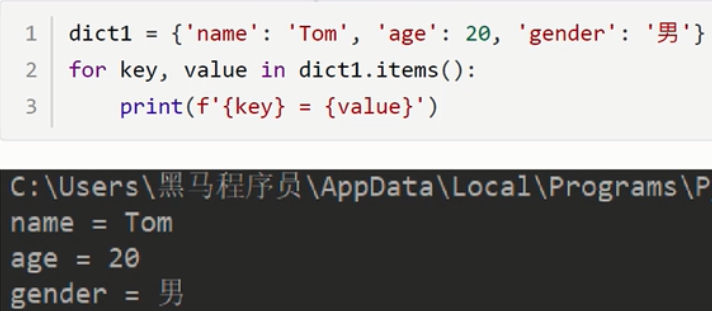 1 dict1 = {'name': 'Tom', 'age': 20, 'gender': '男'}
2 for key, value in dict1.items():
3     print(f'{key} = {value}')
C:\Users\黑马程序员\AppData\Local\Programs\P
name = Tom
age = 20
gender = 男